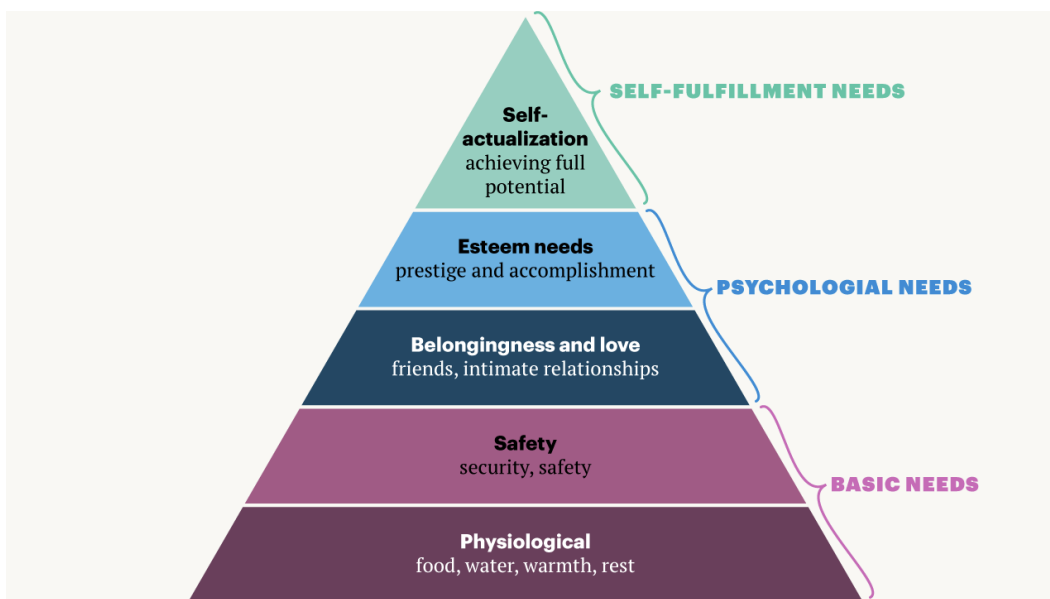 SELF-FULFILLMENT NEEDS
Self-
actualization
achieving full
potential
Esteem needs
prestige and accomplishment
PSYCHOLOGIAL NEEDS
Belongingness and love
friends, intimate relationships
Safety
security, safety
BASIC NEEDS
Physiological
food, water, warmth, rest